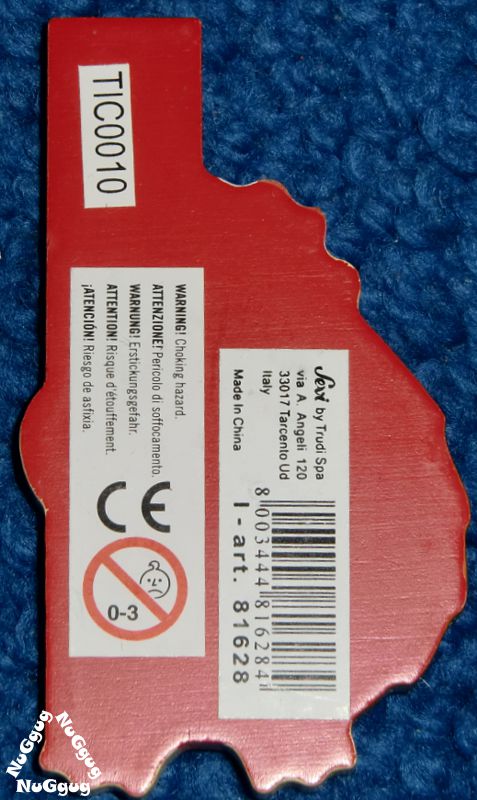 TIC0010
WARNING! Choking hazard.
ATTENZIONE! Pericolo di soffocamento.
WARNUNG! Erstickungsgefahr.
ATTENTION! Risque d'étouffement.
¡ATENCIÓN! Riesgo de asfixia.
CE
0-3
Sevi by Trudi Spa
via A. Angeli 120
33017 Tarcento Ud
Italy
Made In China
8 003444 816284
I-art. 81628
NuGgug
NuGgug
NuGgug